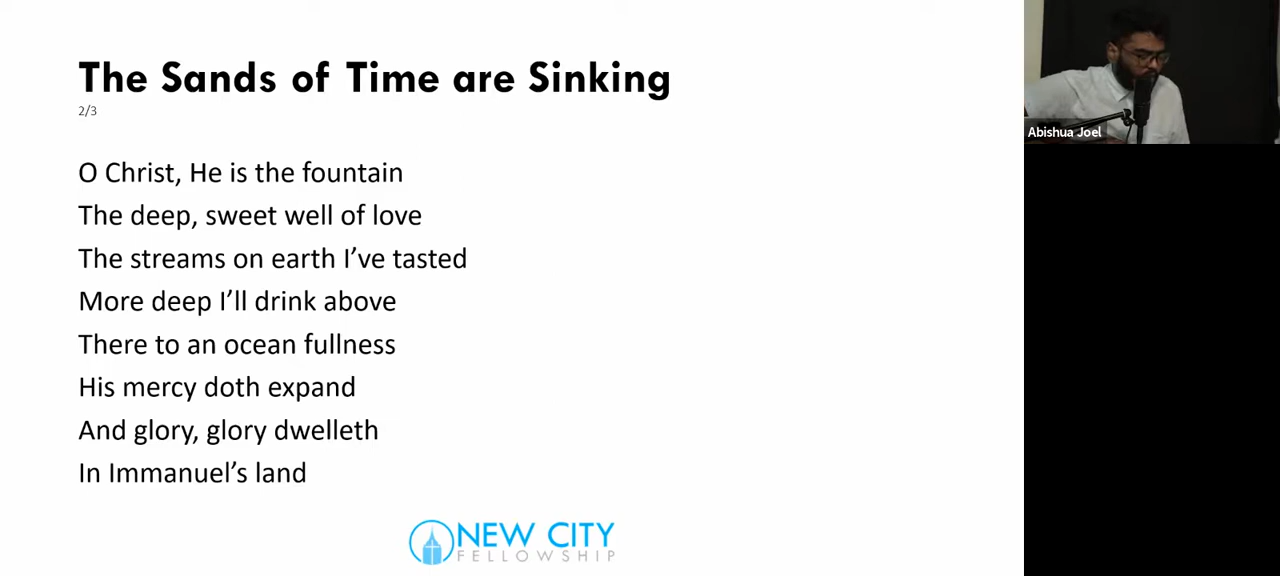 The Sands of Time are Sinking
2/3
O Christ, He is the fountain
The deep, sweet well of love
The streams on earth I’ve tasted
More deep I’ll drink above
There to an ocean fullness
His mercy doth expand
And glory, glory dwelleth
In Immanuel’s land
NEW CITY
FELLOWSHIP
Abishua Joel